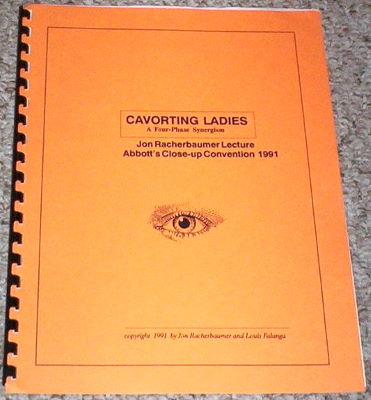 CAVORTING LADIES
A Four-Phase Synergism
Jon Racherbaumer Lecture
Abbott's Close-up Convention 1991
copyright 1991 by Jon Racherbaumer and Louis Falanga